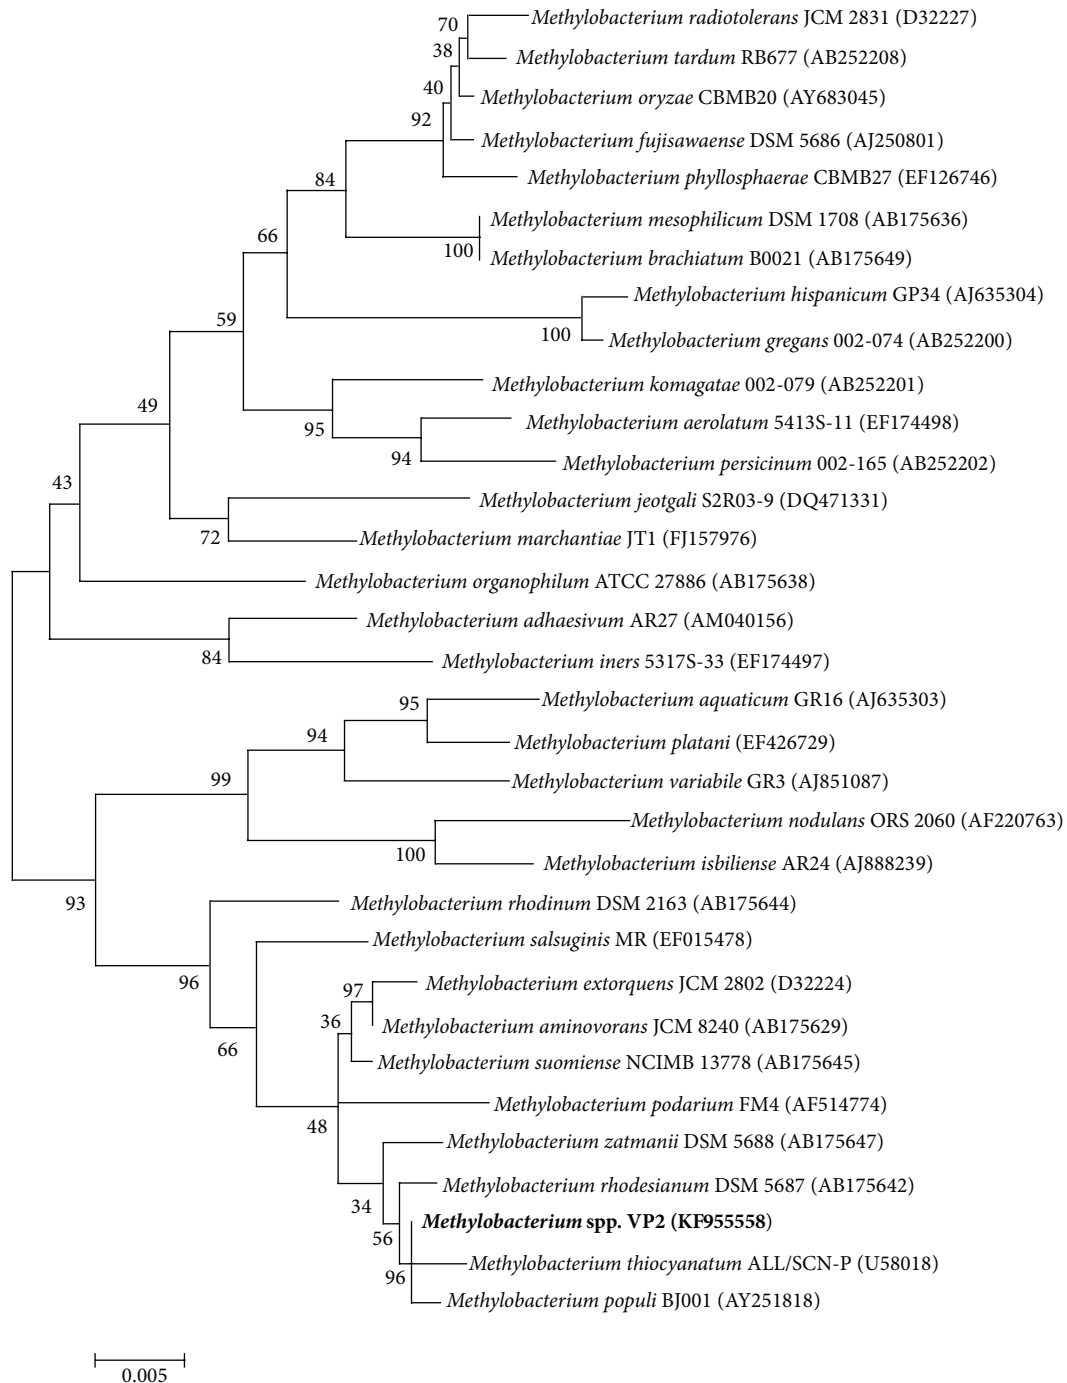 Methylobacterium radiotolerans JCM 2831 (D32227)
70
38
Methylobacterium tardum RB677 (AB252208)
40
Methylobacterium oryzae CBMB20 (AY683045)
92
Methylobacterium fujisawaense DSM 5686 (AJ250801)
84
Methylobacterium phyllosphaerae CBMB27 (EF126746)
Methylobacterium mesophilicum DSM 1708 (AB175636)
66
100
Methylobacterium brachiatum B0021 (AB175649)
Methylobacterium hispanicum GP34 (AJ635304)
59
100
Methylobacterium gregans 002-074 (AB252200)
Methylobacterium komagatae 002-079 (AB252201)
49
95
Methylobacterium aerolatum 5413S-11 (EF174498)
94
Methylobacterium persicinum 002-165 (AB252202)
43
Methylobacterium jeotgali S2R03-9 (DQ471331)
72
Methylobacterium marchantiae JT1 (FJ157976)
Methylobacterium organophilum ATCC 27886 (AB175638)
Methylobacterium adhaesivum AR27 (AM040156)
84
Methylobacterium iners 5317S-33 (EF174497)
95
Methylobacterium aquaticum GR16 (AJ635303)
94
Methylobacterium platani (EF426729)
99
Methylobacterium variabile GR3 (AJ851087)
Methylobacterium nodulans ORS 2060 (AF220763)
100
Methylobacterium isbiliense AR24 (AJ888239)
93
Methylobacterium rhodinum DSM 2163 (AB175644)
Methylobacterium salsuginis MR (EF015478)
96
97
Methylobacterium extorquens JCM 2802 (D32224)
36
Methylobacterium aminovorans JCM 8240 (AB175629)
66
Methylobacterium suomiense NCIMB 13778 (AB175645)
Methylobacterium podarium FM4 (AF514774)
48
Methylobacterium zatmanii DSM 5688 (AB175647)
Methylobacterium rhodesianum DSM 5687 (AB175642)
34
Methylobacterium spp. VP2 (KF955558)
56
Methylobacterium thiocyanatum ALL/SCN-P (U58018)
96
Methylobacterium populi BJ001 (AY251818)
0.005